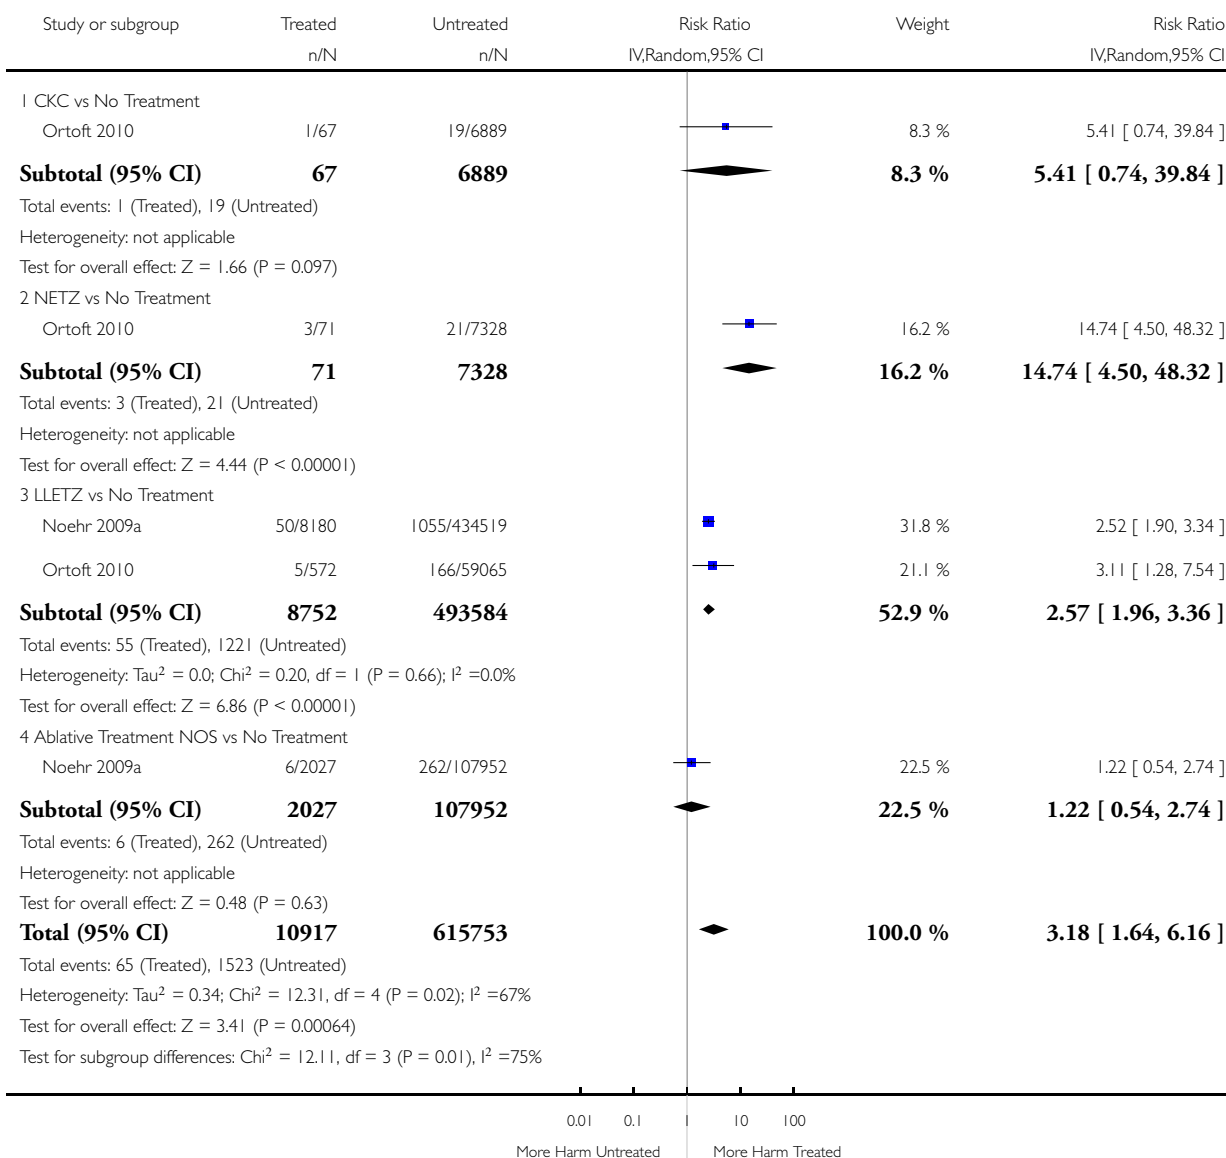 Study or subgroup Treated Untreated Risk Ratio Weight Risk Ratio
n/N n/N IV,Random,95% CI IV,Random,95% CI
1 CKC vs No Treatment
Ortoft 2010 1/67 19/6889 8.3 % 5.41 [ 0.74, 39.84 ]
Subtotal (95% CI) 67 6889 8.3 % 5.41 [ 0.74, 39.84 ]
Total events: 1 (Treated), 19 (Untreated)
Heterogeneity: not applicable
Test for overall effect: Z = 1.66 (P = 0.097)
2 NETZ vs No Treatment
Ortoft 2010 3/71 21/7328 16.2 % 14.74 [ 4.50, 48.32 ]
Subtotal (95% CI) 71 7328 16.2 % 14.74 [ 4.50, 48.32 ]
Total events: 3 (Treated), 21 (Untreated)
Heterogeneity: not applicable
Test for overall effect: Z = 4.44 (P < 0.00001)
3 LLETZ vs No Treatment
Noehr 2009a 50/8180 1055/434519 31.8 % 2.52 [ 1.90, 3.34 ]
Ortoft 2010 5/572 166/59065 21.1 % 3.11 [ 1.28, 7.54 ]
Subtotal (95% CI) 8752 493584 52.9 % 2.57 [ 1.96, 3.36 ]
Total events: 55 (Treated), 1221 (Untreated)
Heterogeneity: Tau² = 0.0; Chi² = 0.20, df = 1 (P = 0.66); I² =0.0%
Test for overall effect: Z = 6.86 (P < 0.00001)
4 Ablative Treatment NOS vs No Treatment
Noehr 2009a 6/2027 262/107952 22.5 % 1.22 [ 0.54, 2.74 ]
Subtotal (95% CI) 2027 107952 22.5 % 1.22 [ 0.54, 2.74 ]
Total events: 6 (Treated), 262 (Untreated)
Heterogeneity: not applicable
Test for overall effect: Z = 0.48 (P = 0.63)
Total (95% CI) 10917 615753 100.0 % 3.18 [ 1.64, 6.16 ]
Total events: 65 (Treated), 1523 (Untreated)
Heterogeneity: Tau² = 0.34; Chi² = 12.31, df = 4 (P = 0.02); I² =67%
Test for overall effect: Z = 3.41 (P = 0.00064)
Test for subgroup differences: Chi² = 12.11, df = 3 (P = 0.01), I² =75%
0.01 0.1 1 10 100
More Harm Untreated More Harm Treated